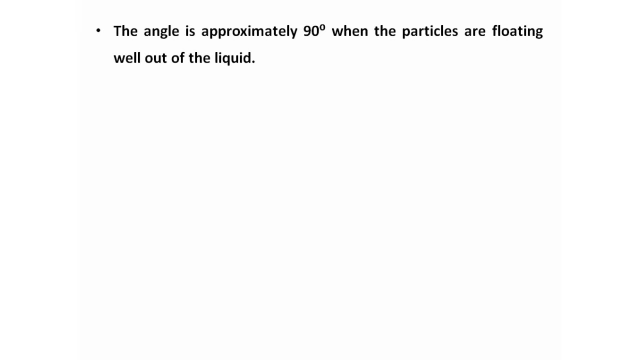 • The angle is approximately 90⁰ when the particles are floating
well out of the liquid.